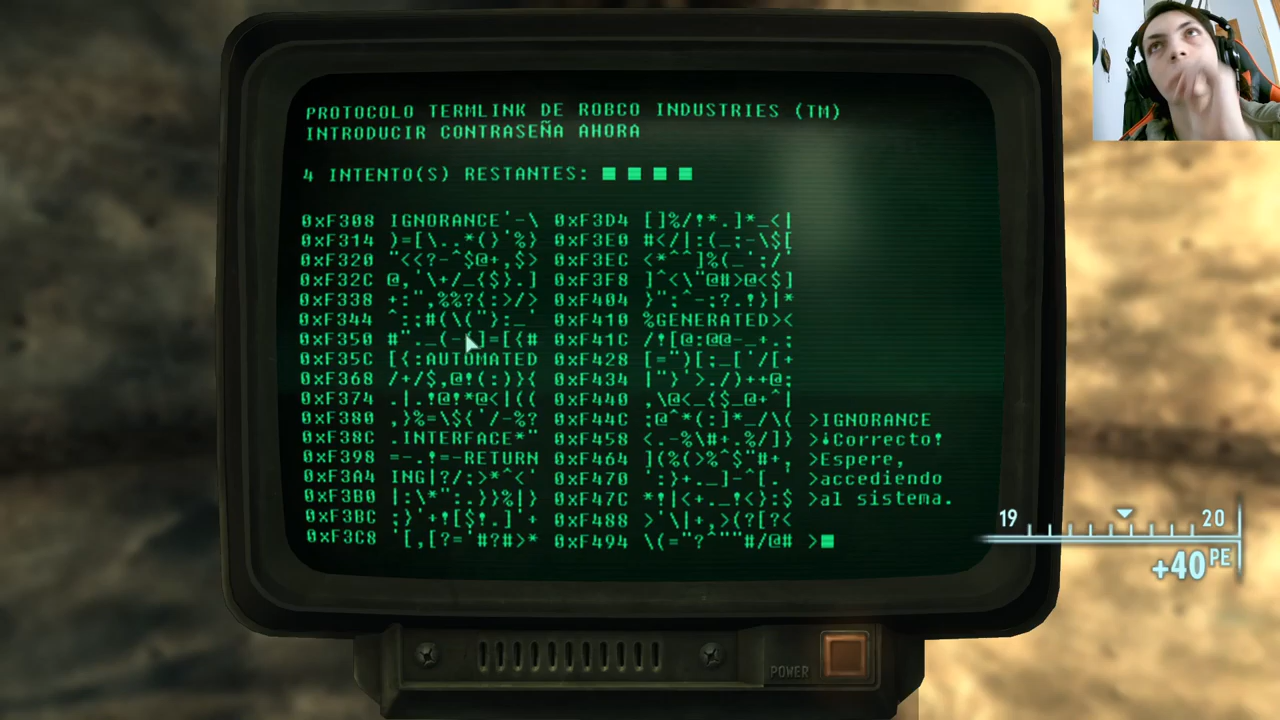 PROTOCOLO TERMLINK DE ROBCO INDUSTRIES (TM)
INTRODUCIR CONTRASEÑA AHORA
4 INTENTO(S) RESTANTES:
0xF308 IGNORANCE'-\ 0xF3D4 []%/!*.]*_<|
0xF314 )=[\..*()'%} 0xF3E0 #</|:(_;-\$[
0xF320 "<<?-^$@+,$> 0xF3EC <*^^]%(_';/'
0xF32C @,'\+/_{$}.] 0xF3F8 ]^<\"@#>@<$]
0xF338 +:",%%?{:>/> 0xF404 }";^-;?.!}|*
0xF344 ^:;#(\("}:_' 0xF410 %GENERATED><
0xF350 0xF41C /![@:@@-_+.;
0xF35C [{:AUTOMATED 0xF428 [=")[;_['/[+
0xF368 /+/$,@!(:)}{ 0xF434 |"}'>./)++@;
0xF374 .|.!@!*@<|(( 0xF440 ,\@<_{$_@+^|
0xF380 ,}%=\${'/-%? 0xF44C ;@^*(:]*_/\(
0xF38C .INTERFACE*" 0xF458 <.-%\#+.%/]}
0xF398 =-.!=-RETURN 0xF464 ](%(>%^$"#+,
0xF3A4 ING|?/;>*^<' 0xF470 ':}+._]-^[.
0xF3B0 |:\*":.}}%|} 0xF47C *!|<+._!<}:$
0xF3BC ;}'+![$!.]'+ 0xF488 >'\|+,>(?[?<
0xF3C8 '[,[?='#?#>* 0xF494 \(="?^""#/@#
>IGNORANCE
>¡Correcto!
>Espere,
>accediendo
>al sistema.
>
19 20
+40 PE
POWER